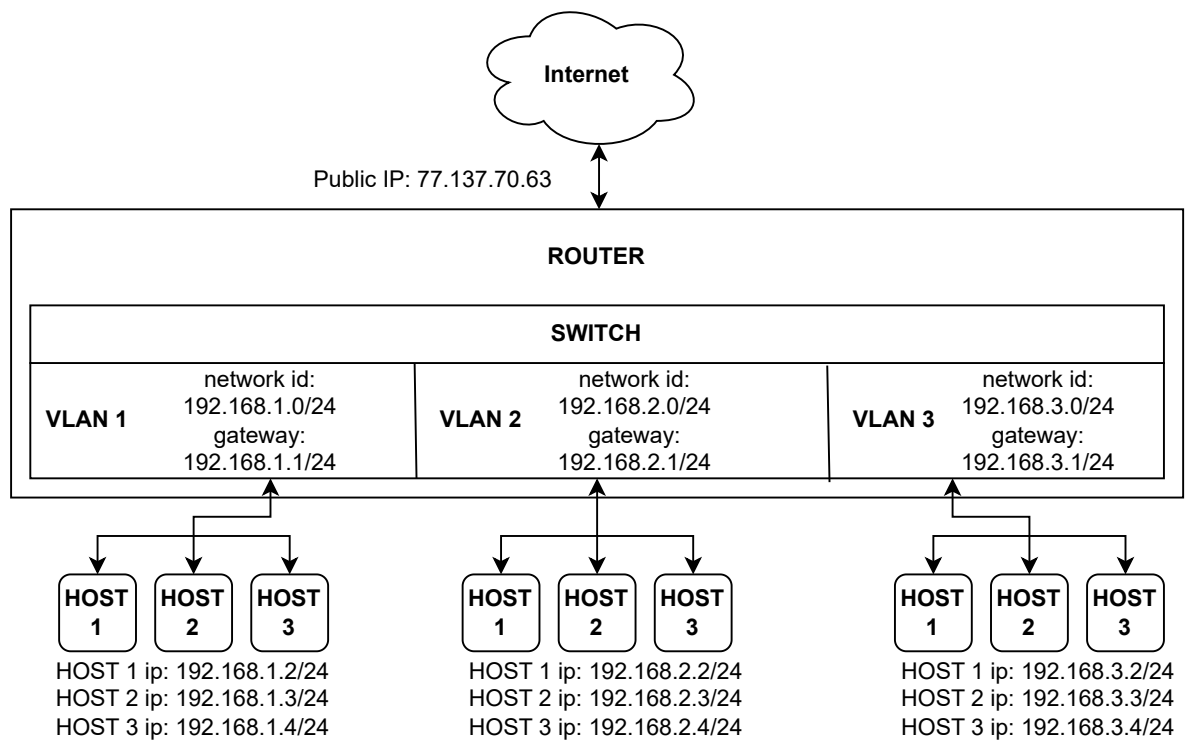 Internet
Public IP: 77.137.70.63
ROUTER
SWITCH
VLAN 1
network id:
192.168.1.0/24
gateway:
192.168.1.1/24
VLAN 2
network id:
192.168.2.0/24
gateway:
192.168.2.1/24
VLAN 3
network id:
192.168.3.0/24
gateway:
192.168.3.1/24
HOST
1
HOST
2
HOST
3
HOST 1 ip: 192.168.1.2/24
HOST 2 ip: 192.168.1.3/24
HOST 3 ip: 192.168.1.4/24
HOST
1
HOST
2
HOST
3
HOST 1 ip: 192.168.2.2/24
HOST 2 ip: 192.168.2.3/24
HOST 3 ip: 192.168.2.4/24
HOST
1
HOST
2
HOST
3
HOST 1 ip: 192.168.3.2/24
HOST 2 ip: 192.168.3.3/24
HOST 3 ip: 192.168.3.4/24